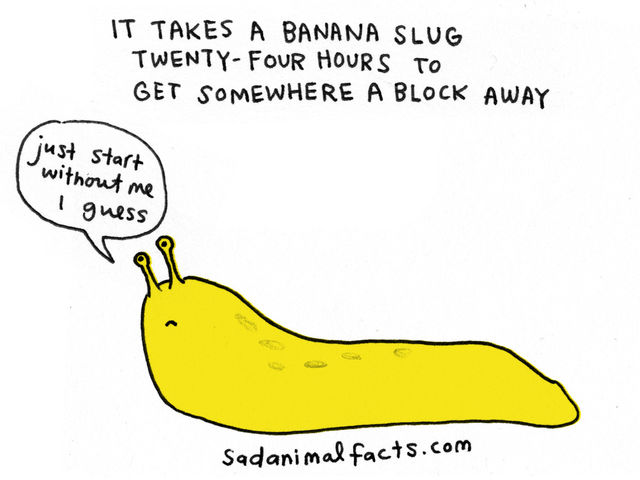 IT TAKES A BANANA SLUG
TWENTY-FOUR HOURS TO
GET SOMEWHERE A BLOCK AWAY
just start
without me
I guess
sadanimalfacts.com